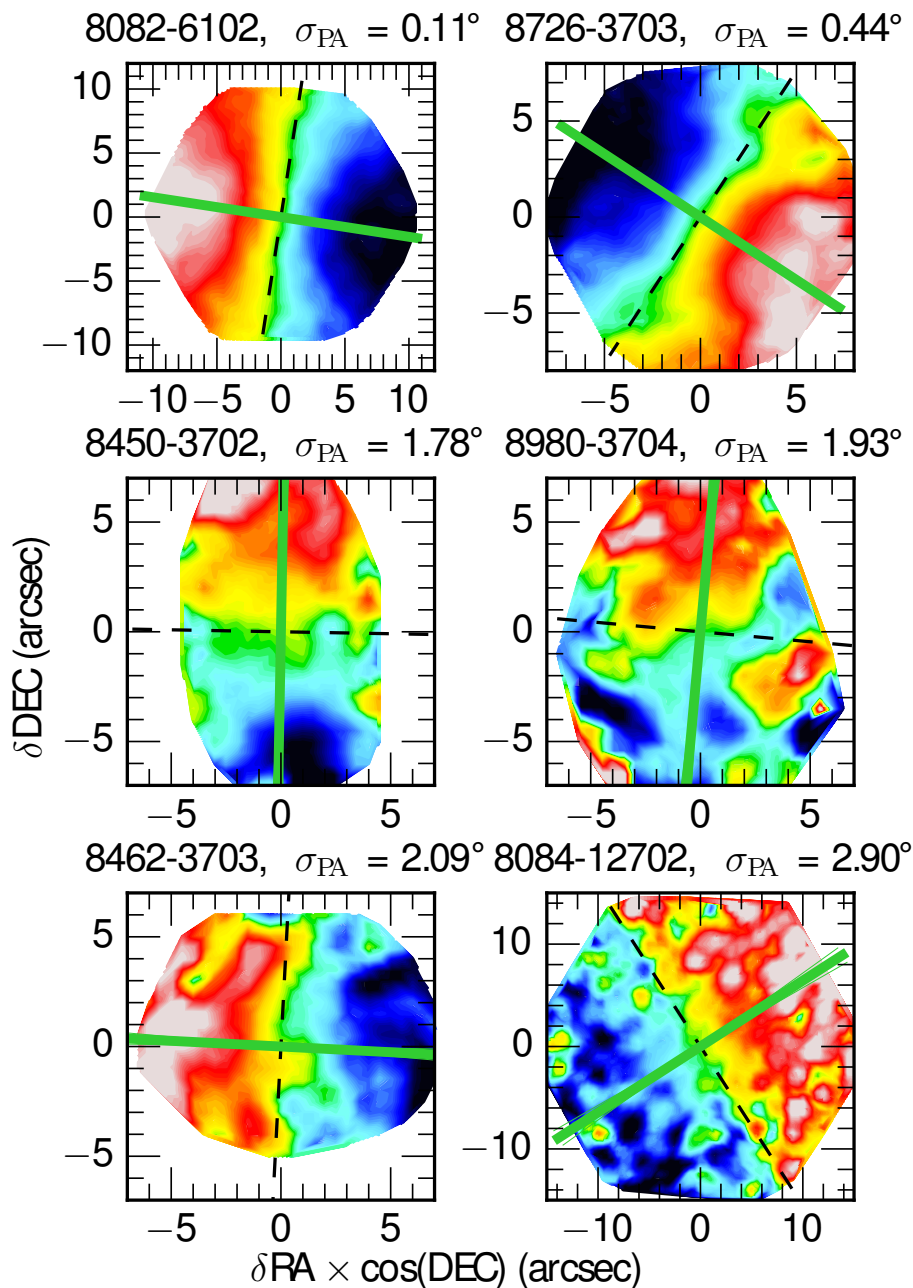 8082-6102, σPA = 0.11° 8726-3703, σPA = 0.44°
10
5
0
−5
−10
−10 −5 0 5 10
5
0
−5
−5 0 5
8450-3702, σPA = 1.78° 8980-3704, σPA = 1.93°
5
0
−5
−5 0 5
5
0
−5
−5 0 5
δDEC (arcsec)
8462-3703, σPA = 2.09° 8084-12702, σPA = 2.90°
5
0
−5
−5 0 5
10
0
−10
−10 0 10
δRA × cos(DEC) (arcsec)